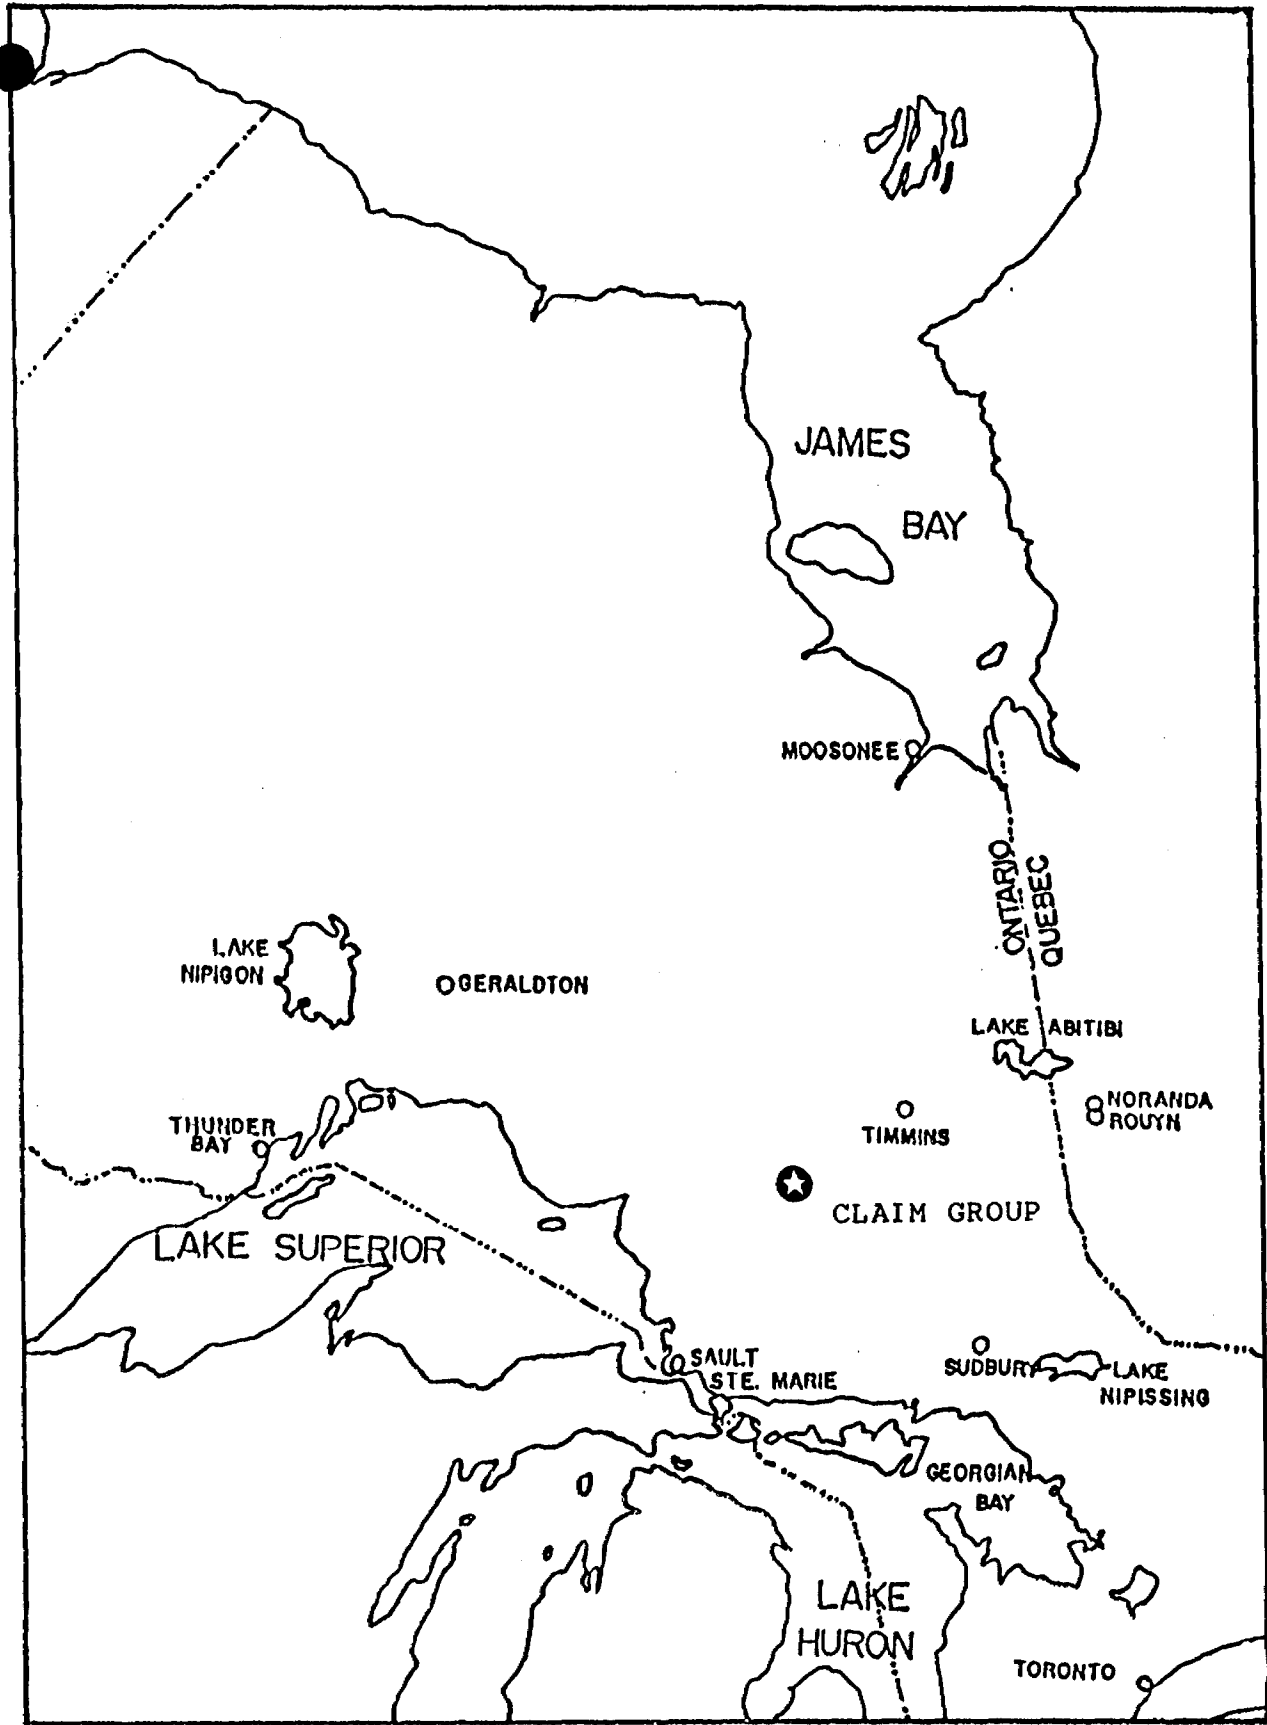 JAMES
BAY
MOOSONEE
ONTARIO
QUEBEC
LAKE
NIPIGON
GERALDTON
LAKE ABITIBI
NORANDA
ROUYN
TIMMINS
THUNDER
BAY
CLAIM GROUP
LAKE SUPERIOR
SAULT
STE. MARIE
SUDBURY
LAKE
NIPISSING
GEORGIAN
BAY
LAKE
HURON
TORONTO